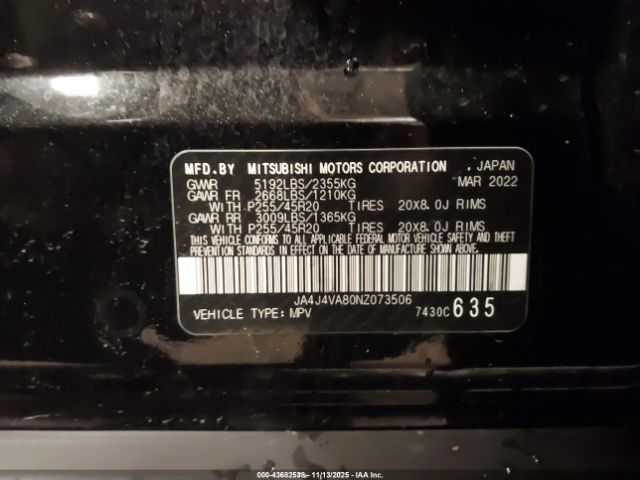 MFD.BY MITSUBISHI MOTORS CORPORATION . JAPAN
GVWR 5192LBS/2355KG MAR 2022
GAWR FR 2668LBS/1210KG
WITH P255/45R20 TIRES 20X8.0J RIMS
GAWR RR 3009LBS/1365KG
WITH P255/45R20 TIRES 20X8.0J RIMS
THIS VEHICLE CONFORMS TO ALL APPLICABLE FEDERAL MOTOR VEHICLE SAFETY AND THEFT
PREVENTION STANDARDS IN EFFECT ON THE DATE OF MANUFACTURE SHOWN ABOVE.
JA4J4VA80NZ073506
VEHICLE TYPE: MPV 7430C 635
000-43682538 - 11/13/2025 - IAA Inc.